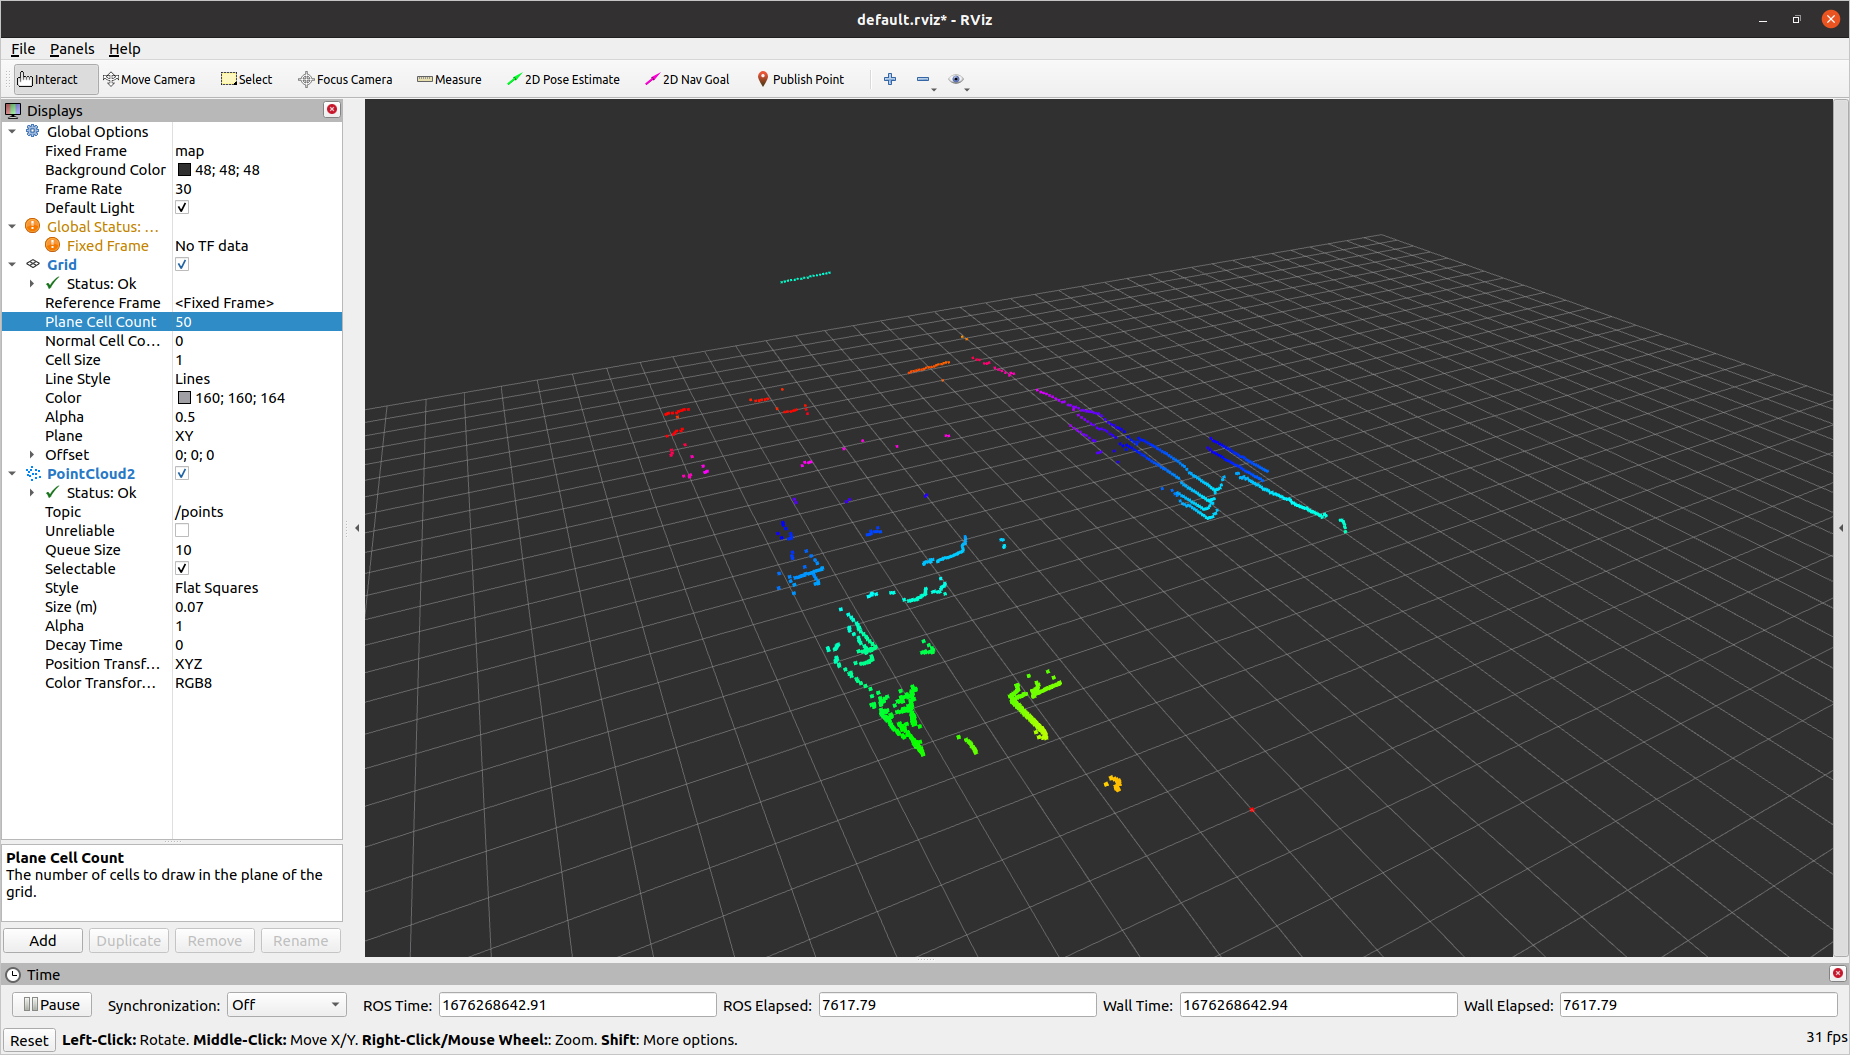 default.rviz* - RViz
File Panels Help
Interact Move Camera Select Focus Camera Measure 2D Pose Estimate 2D Nav Goal Publish Point
Displays
Global Options
Fixed Frame map
Background Color 48; 48; 48
Frame Rate 30
Default Light
Global Status: ...
Fixed Frame No TF data
Grid
Status: Ok
Reference Frame <Fixed Frame>
Plane Cell Count 50
Normal Cell Co... 0
Cell Size 1
Line Style Lines
Color 160; 160; 164
Alpha 0.5
Plane XY
Offset 0; 0; 0
PointCloud2
Status: Ok
Topic /points
Unreliable
Queue Size 10
Selectable
Style Flat Squares
Size (m) 0.07
Alpha 1
Decay Time 0
Position Transf... XYZ
Color Transfor... RGB8
Plane Cell Count
The number of cells to draw in the plane of the
grid.
Add Duplicate Remove Rename
Time
Pause Synchronization: Off ROS Time: 1676268642.91 ROS Elapsed: 7617.79 Wall Time: 1676268642.94 Wall Elapsed: 7617.79
Reset Left-Click: Rotate. Middle-Click: Move X/Y. Right-Click/Mouse Wheel:: Zoom. Shift: More options. 31 fps